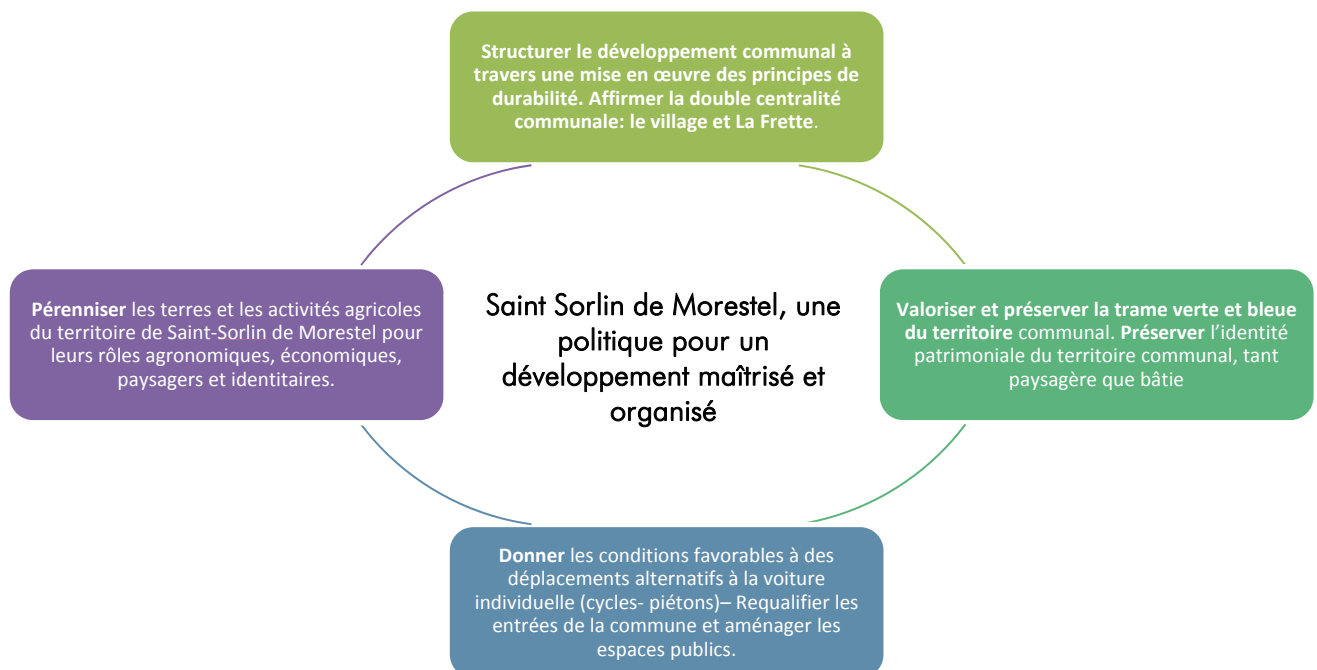 Structurer le développement communal à
travers une mise en œuvre des principes de
durabilité. Affirmer la double centralité
communale: le village et La Frette.
Pérenniser les terres et les activités agricoles
du territoire de Saint-Sorlin de Morestel pour
leurs rôles agronomiques, économiques,
paysagers et identitaires.
Saint Sorlin de Morestel, une
politique pour un
développement maîtrisé et
organisé
Valoriser et préserver la trame verte et bleue
du territoire communal. Préserver l’identité
patrimoniale du territoire communal, tant
paysagère que bâtie
Donner les conditions favorables à des
déplacements alternatifs à la voiture
individuelle (cycles- piétons)– Requalifier les
entrées de la commune et aménager les
espaces publics.